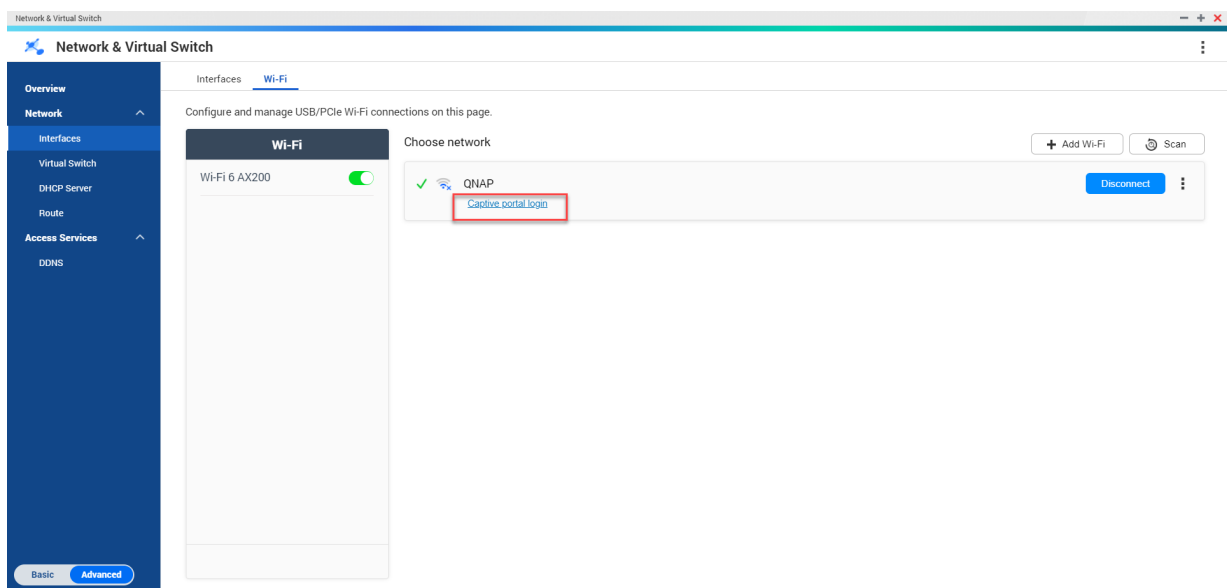 Network & Virtual Switch
Network & Virtual Switch
Overview
Network
Interfaces
Virtual Switch
DHCP Server
Route
Access Services
DDNS
Basic Advanced
Interfaces Wi-Fi
Configure and manage USB/PCIe Wi-Fi connections on this page.
Wi-Fi
Wi-Fi 6 AX200
Choose network
Add Wi-Fi Scan
QNAP Disconnect
Captive portal login